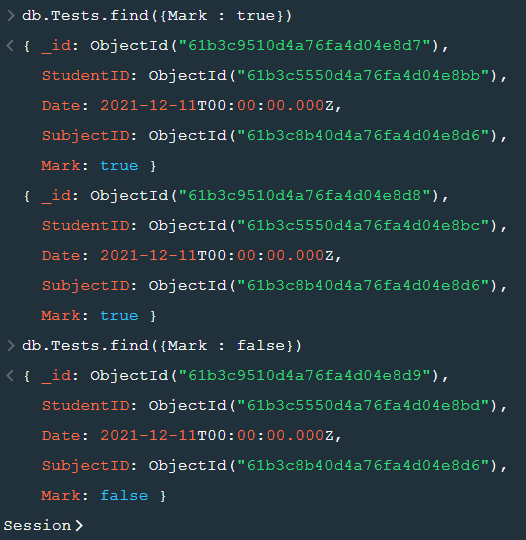 > db.Tests.find({Mark : true})
< { _id: ObjectId("61b3c9510d4a76fa4d04e8d7"),
StudentID: ObjectId("61b3c5550d4a76fa4d04e8bb"),
Date: 2021-12-11T00:00:00.000Z,
SubjectID: ObjectId("61b3c8b40d4a76fa4d04e8d6"),
Mark: true }
{ _id: ObjectId("61b3c9510d4a76fa4d04e8d8"),
StudentID: ObjectId("61b3c5550d4a76fa4d04e8bc"),
Date: 2021-12-11T00:00:00.000Z,
SubjectID: ObjectId("61b3c8b40d4a76fa4d04e8d6"),
Mark: true }
> db.Tests.find({Mark : false})
< { _id: ObjectId("61b3c9510d4a76fa4d04e8d9"),
StudentID: ObjectId("61b3c5550d4a76fa4d04e8bd"),
Date: 2021-12-11T00:00:00.000Z,
SubjectID: ObjectId("61b3c8b40d4a76fa4d04e8d6"),
Mark: false }
Session>